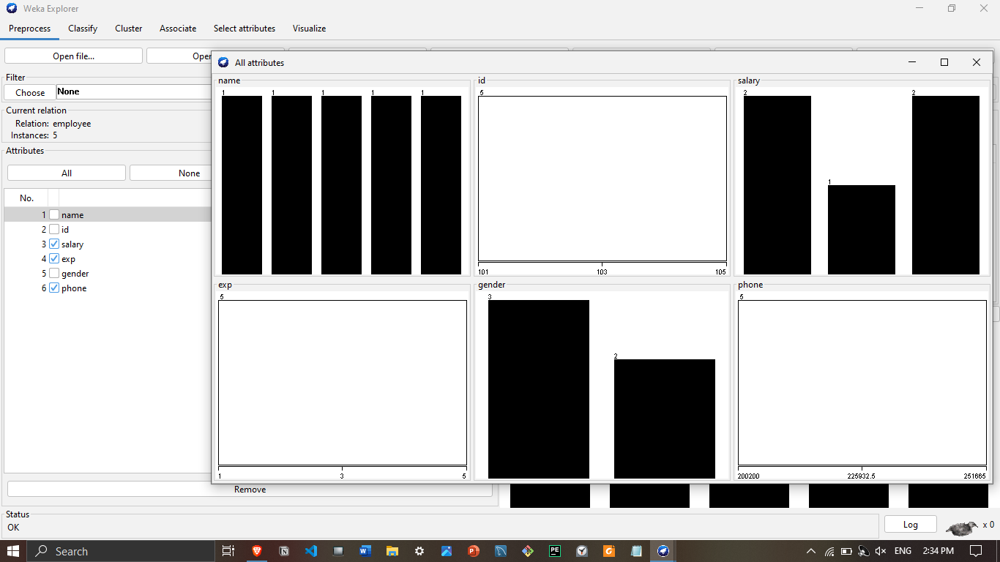 Weka Explorer
Preprocess Classify Cluster Associate Select attributes Visualize
Open file...
Open
All attributes
Filter
Choose None
Current relation
Relation: employee
Instances: 5
Attributes
All None
No.
1 name
2 id
3 salary
4 exp
5 gender
6 phone
Remove
name
1 1 1 1 1
id
5
101 103 105
salary
2 1 2
exp
5
1 3 5
gender
3 2
phone
5
200200 225932.5 251665
Status
OK
Log
x 0
Search
ENG 2:34 PM